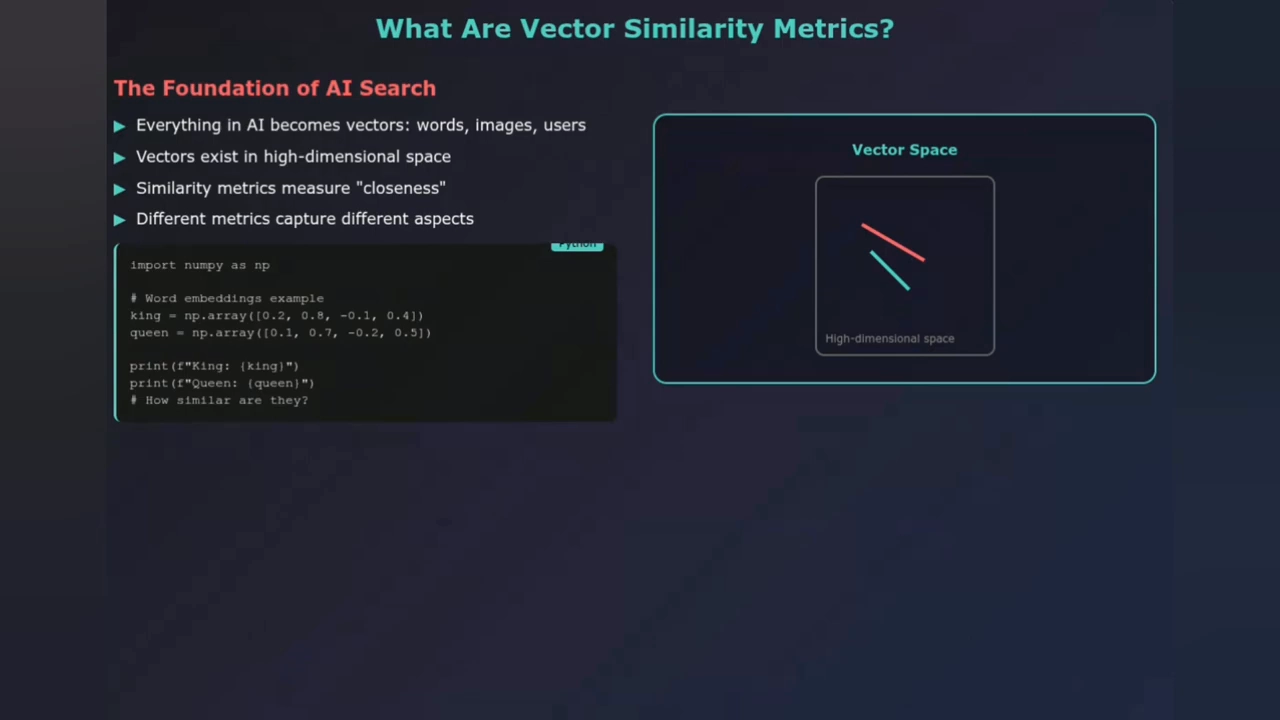 What Are Vector Similarity Metrics?
The Foundation of AI Search
▶ Everything in AI becomes vectors: words, images, users
▶ Vectors exist in high-dimensional space
▶ Similarity metrics measure "closeness"
▶ Different metrics capture different aspects
Python
import numpy as np
# Word embeddings example
king = np.array([0.2, 0.8, -0.1, 0.4])
queen = np.array([0.1, 0.7, -0.2, 0.5])
print(f"King: {king}")
print(f"Queen: {queen}")
# How similar are they?
Vector Space
High-dimensional space